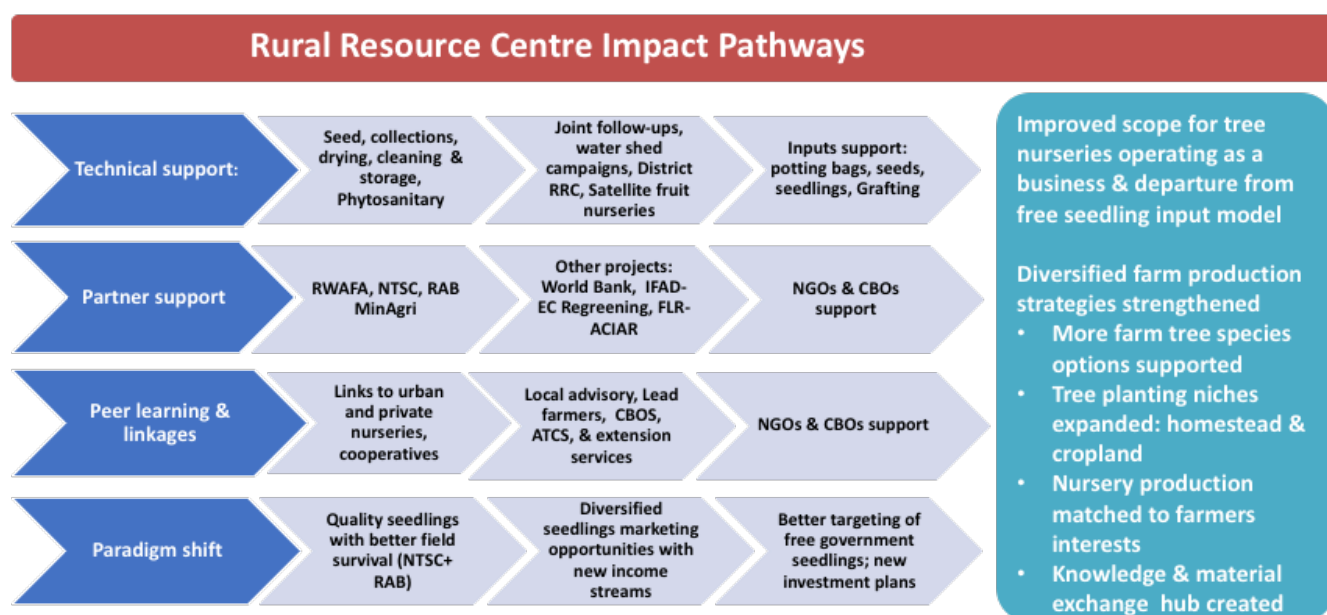 Rural Resource Centre Impact Pathways
Technical support:
Seed, collections,
drying, cleaning &
storage,
Phytosanitary
Joint follow-ups,
water shed
campaigns, District
RRC, Satellite fruit
nurseries
Inputs support:
potting bags, seeds,
seedlings, Grafting
Partner support
RWAFA, NTSC, RAB
MinAgri
Other projects:
World Bank, IFAD-
EC Regreening, FLR-
ACIAR
NGOs & CBOs
support
Peer learning &
linkages
Links to urban
and private
nurseries,
cooperatives
Local advisory, Lead
farmers, CBOS,
ATCS, & extension
services
NGOs & CBOs support
Paradigm shift
Quality seedlings
with better field
survival (NTSC+
RAB)
Diversified
seedlings marketing
opportunities with
new income
streams
Better targeting of
free government
seedlings; new
investment plans
Improved scope for tree
nurseries operating as a
business & departure from
free seedling input model
Diversified farm production
strategies strengthened
• More farm tree species
options supported
• Tree planting niches
expanded: homestead &
cropland
• Nursery production
matched to farmers
interests
• Knowledge & material
exchange hub created